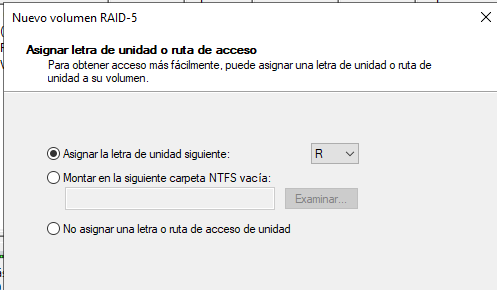 Nuevo volumen RAID-5
Asignar letra de unidad o ruta de acceso
Para obtener acceso más fácilmente, puede asignar una letra de unidad o ruta de
unidad a su volumen.
Asignar la letra de unidad siguiente:
R
Montar en la siguiente carpeta NTFS vacía:
Examinar...
No asignar una letra o ruta de acceso de unidad